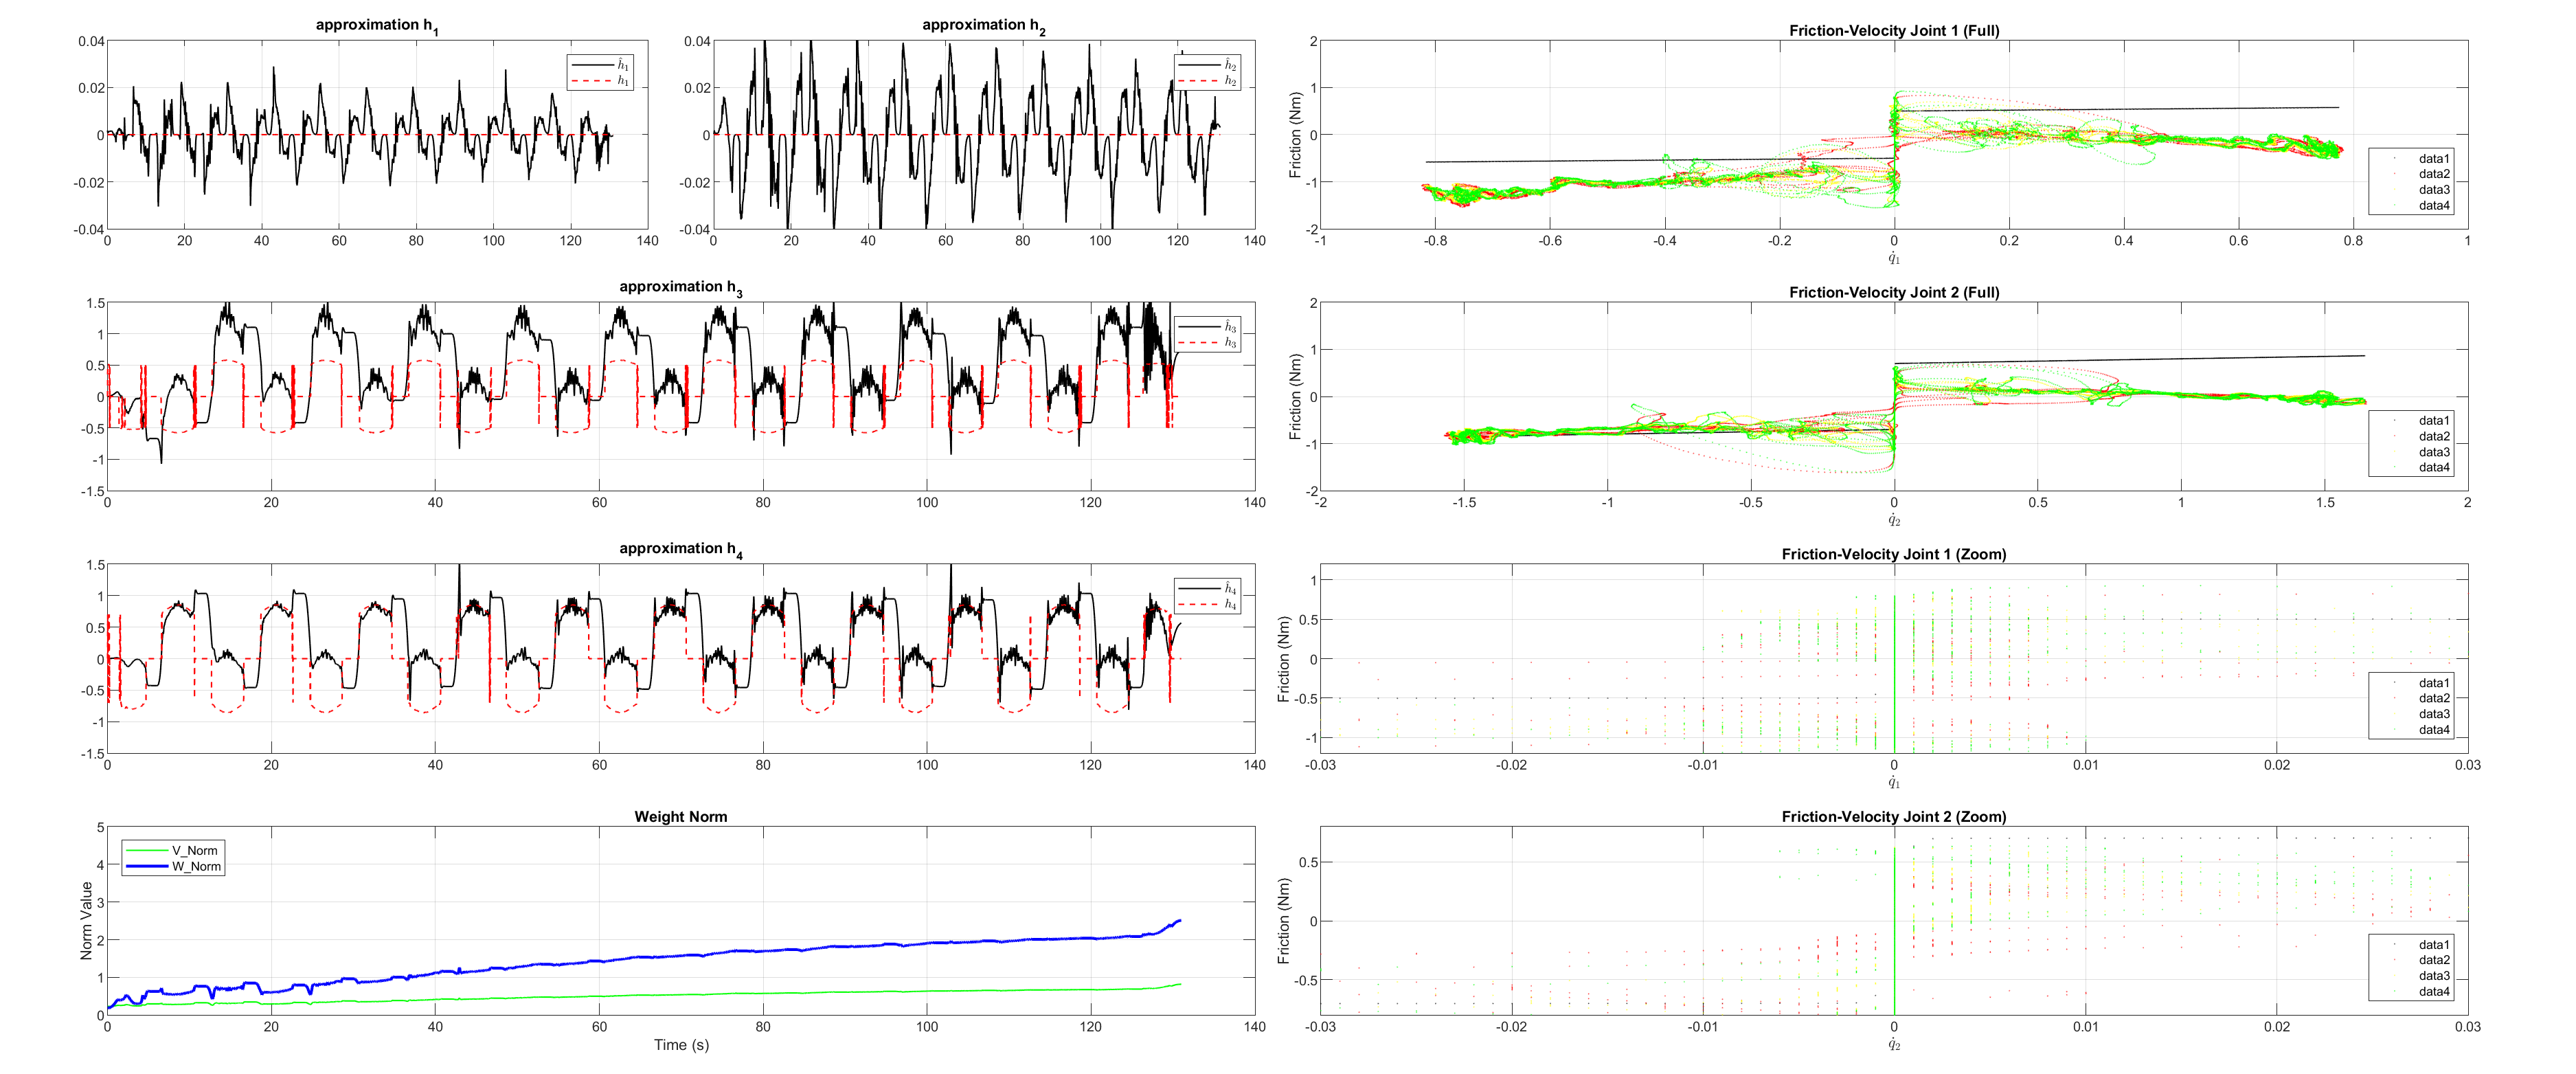 approximation h1
0.04
0.02
0
-0.02
-0.04
0 20 40 60 80 100 120 140
ĥ1
h1
approximation h2
0.04
0.02
0
-0.02
-0.04
0 20 40 60 80 100 120 140
ĥ2
h2
Friction-Velocity Joint 1 (Full)
Friction (Nm)
2
1
0
-1
-2
-1 -0.8 -0.6 -0.4 -0.2 0 0.2 0.4 0.6 0.8 1
q̇1
data1
data2
data3
data4
approximation h3
1.5
1
0.5
0
-0.5
-1
-1.5
0 20 40 60 80 100 120 140
ĥ3
h3
Friction-Velocity Joint 2 (Full)
Friction (Nm)
2
1
0
-1
-2
-2 -1.5 -1 -0.5 0 0.5 1 1.5 2
q̇2
data1
data2
data3
data4
approximation h4
1.5
1
0.5
0
-0.5
-1
-1.5
0 20 40 60 80 100 120 140
ĥ4
h4
Friction-Velocity Joint 1 (Zoom)
Friction (Nm)
1
0.5
0
-0.5
-1
-0.03 -0.02 -0.01 0 0.01 0.02 0.03
q̇1
data1
data2
data3
data4
Weight Norm
Norm Value
5
4
3
2
1
0
0 20 40 60 80 100 120 140
Time (s)
V_Norm
W_Norm
Friction-Velocity Joint 2 (Zoom)
Friction (Nm)
0.5
0
-0.5
-0.03 -0.02 -0.01 0 0.01 0.02 0.03
q̇2
data1
data2
data3
data4